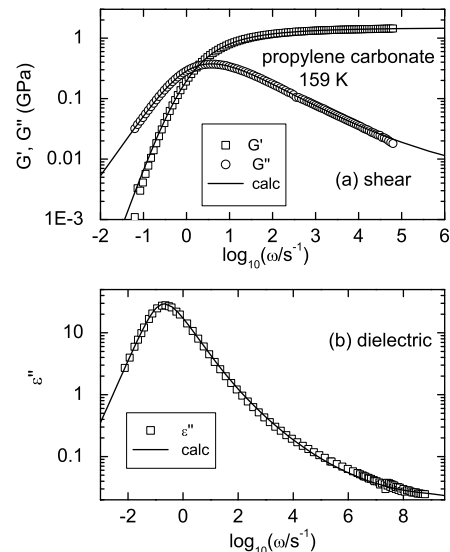 1
0.1
0.01
1E-3
G', G'' (GPa)
propylene carbonate
159 K
G'
G''
calc
(a) shear
-2 -1 0 1 2 3 4 5 6
log10(ω/s-1)
10
1
0.1
ε''
(b) dielectric
ε''
calc
-2 0 2 4 6 8
log10(ω/s-1)